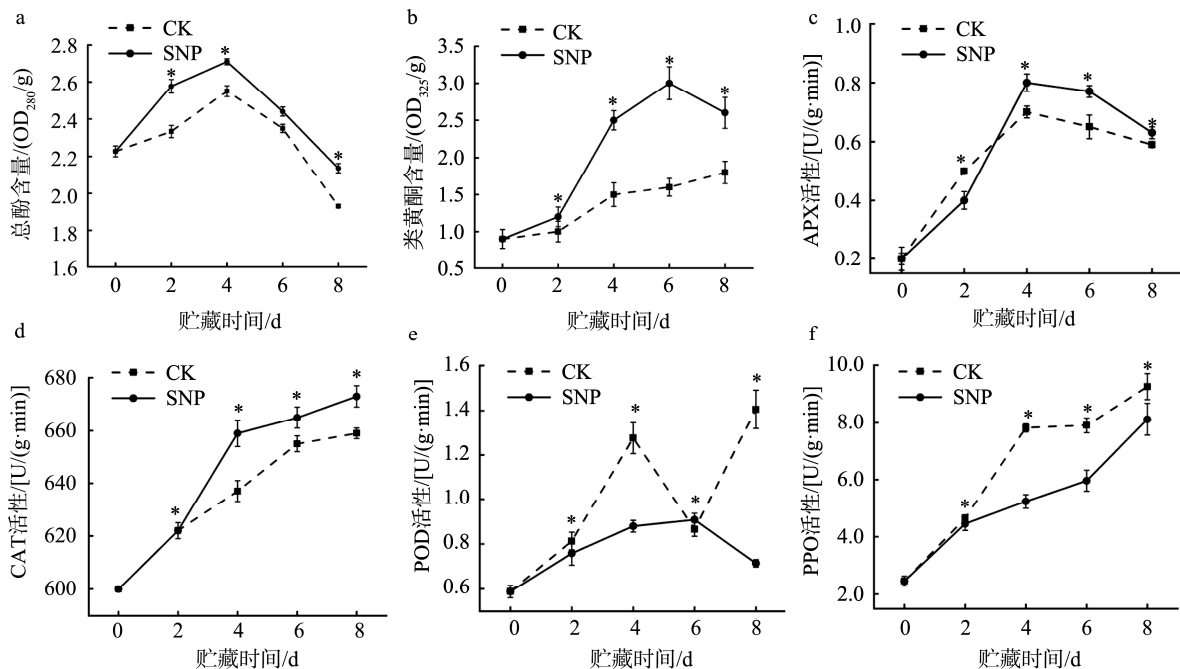 a
CK
SNP
总酚含量/(OD280/g)
2.8
2.6
2.4
2.2
2.0
1.8
1.6
0 2 4 6 8
贮藏时间/d
* * *
b
CK
SNP
类黄酮含量/(OD325/g)
3.5
3.0
2.5
2.0
1.5
1.0
0.5
0 2 4 6 8
贮藏时间/d
* * * *
c
CK
SNP
APX活性/[U/(g·min)]
1.0
0.8
0.6
0.4
0.2
0 2 4 6 8
贮藏时间/d
* * * *
d
CK
SNP
CAT活性/[U/(g·min)]
680
660
640
620
600
0 2 4 6 8
贮藏时间/d
* * * *
e
CK
SNP
POD活性/[U/(g·min)]
1.6
1.4
1.2
1.0
0.8
0.6
0 2 4 6 8
贮藏时间/d
* * * *
f
CK
SNP
PPO活性/[U/(g·min)]
10.0
8.0
6.0
4.0
2.0
0 2 4 6 8
贮藏时间/d
* * * *